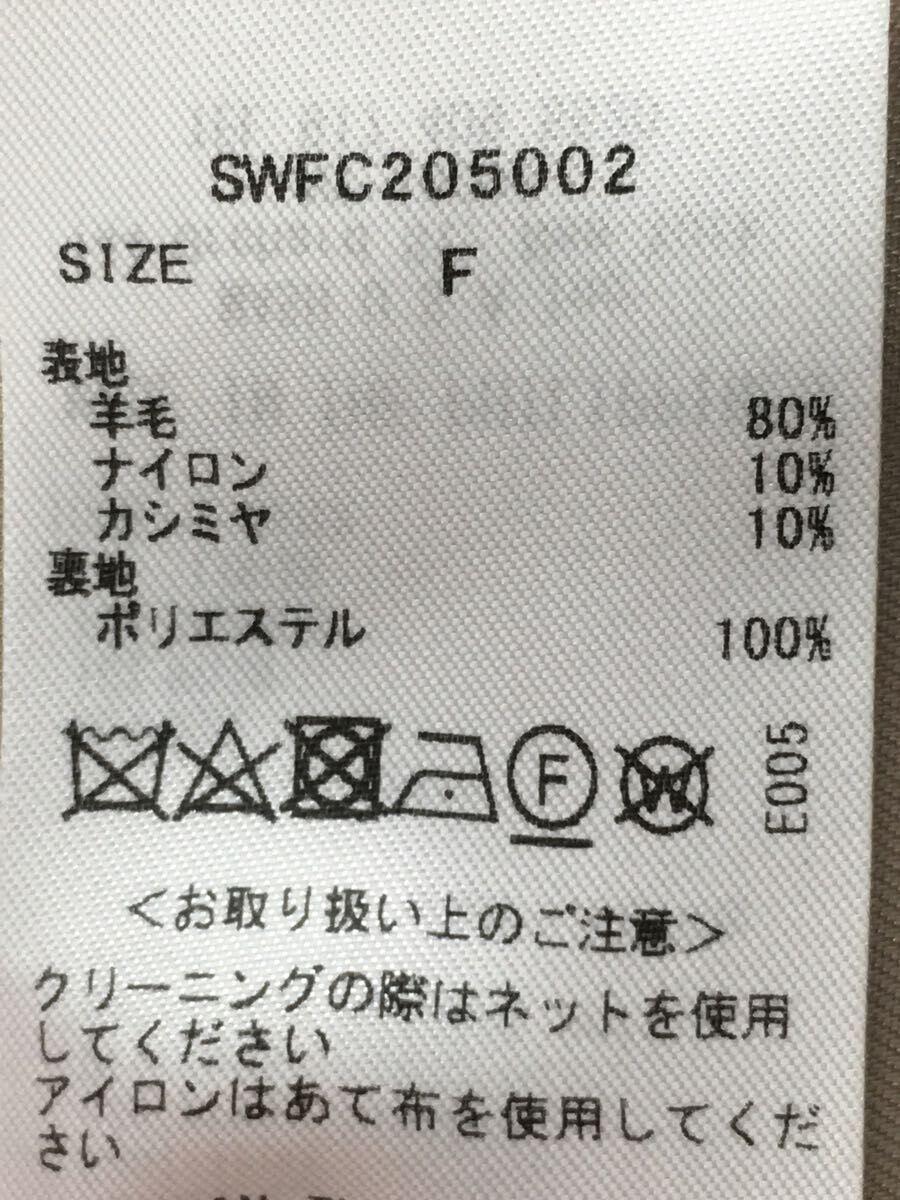 SWFC205002
SIZE F
表地
羊毛 80%
ナイロン 10%
カシミヤ 10%
裏地
ポリエステル 100%
F W E005
<お取り扱い上のご注意>
クリーニングの際はネットを使用
してください
アイロンはあて布を使用してくだ
さい